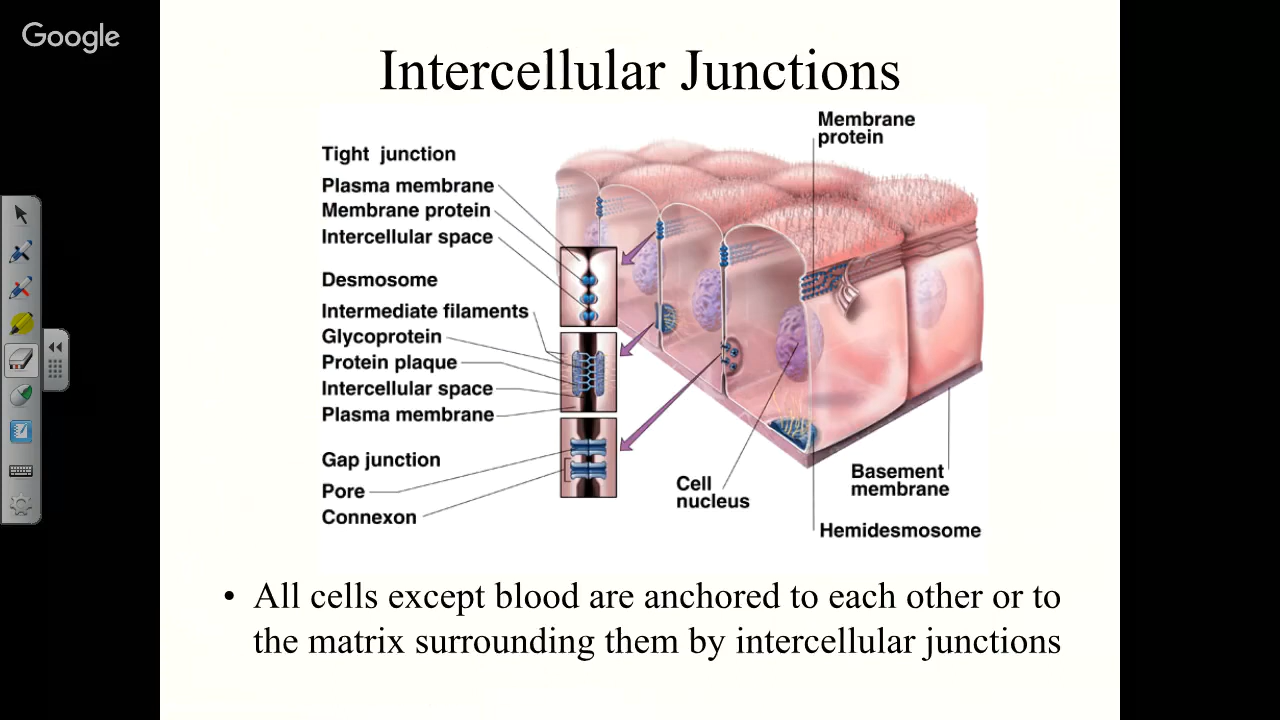 Google
Intercellular Junctions
Tight junction
Plasma membrane
Membrane protein
Intercellular space
Desmosome
Intermediate filaments
Glycoprotein
Protein plaque
Intercellular space
Plasma membrane
Gap junction
Pore
Connexon
Membrane
protein
Cell
nucleus
Basement
membrane
Hemidesmosome
• All cells except blood are anchored to each other or to
the matrix surrounding them by intercellular junctions